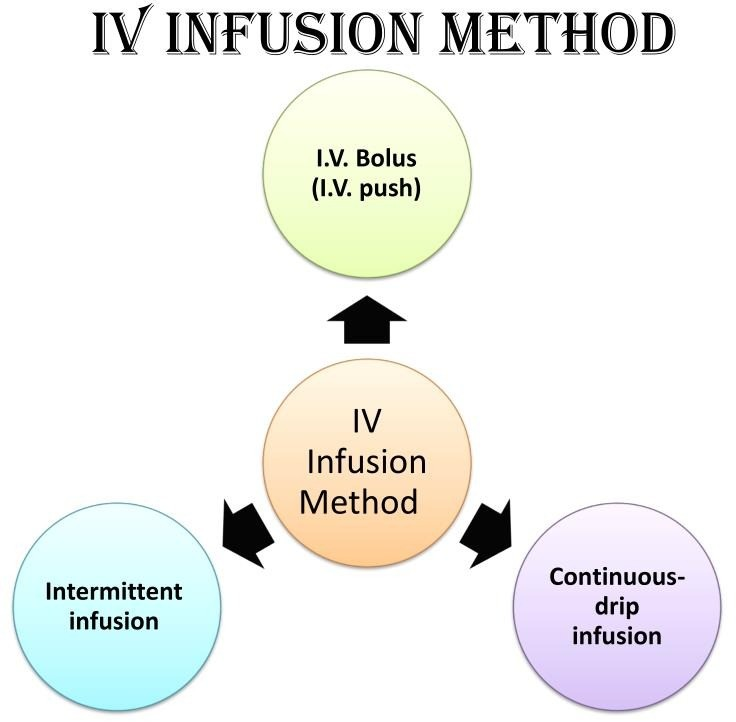 IV INFUSION METHOD
I.V. Bolus
(I.V. push)
IV
Infusion
Method
Intermittent
infusion
Continuous-
drip
infusion